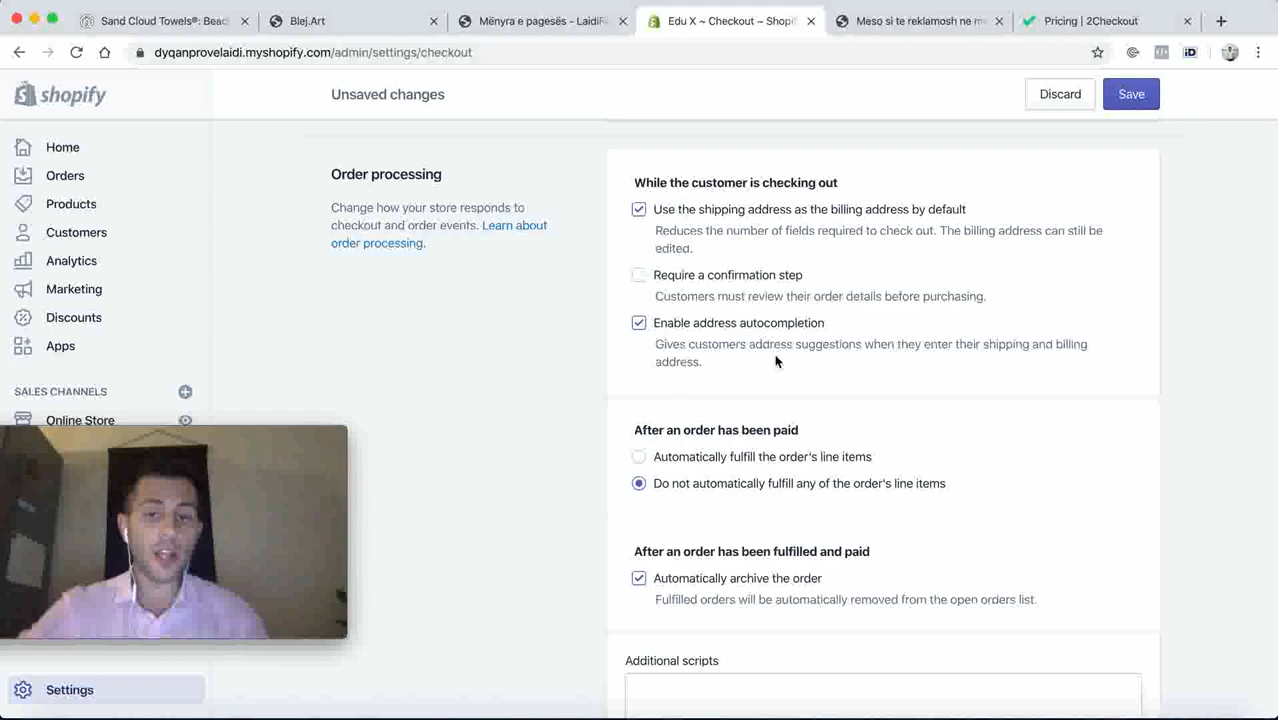 Sand Cloud Towels®: Beac
Blej.Art
Mënyra e pagesës – LaidiR
Edu X ~ Checkout ~ Shopi
Meso si te reklamosh ne m
Pricing | 2Checkout
dyqanprovelaidi.myshopify.com/admin/settings/checkout
shopify
Unsaved changes
Discard
Save
Home
Orders
Products
Customers
Analytics
Marketing
Discounts
Apps
SALES CHANNELS
Online Store
Settings
Order processing
Change how your store responds to
checkout and order events. Learn about
order processing.
While the customer is checking out
Use the shipping address as the billing address by default
Reduces the number of fields required to check out. The billing address can still be
edited.
Require a confirmation step
Customers must review their order details before purchasing.
Enable address autocompletion
Gives customers address suggestions when they enter their shipping and billing
address.
After an order has been paid
Automatically fulfill the order's line items
Do not automatically fulfill any of the order's line items
After an order has been fulfilled and paid
Automatically archive the order
Fulfilled orders will be automatically removed from the open orders list.
Additional scripts